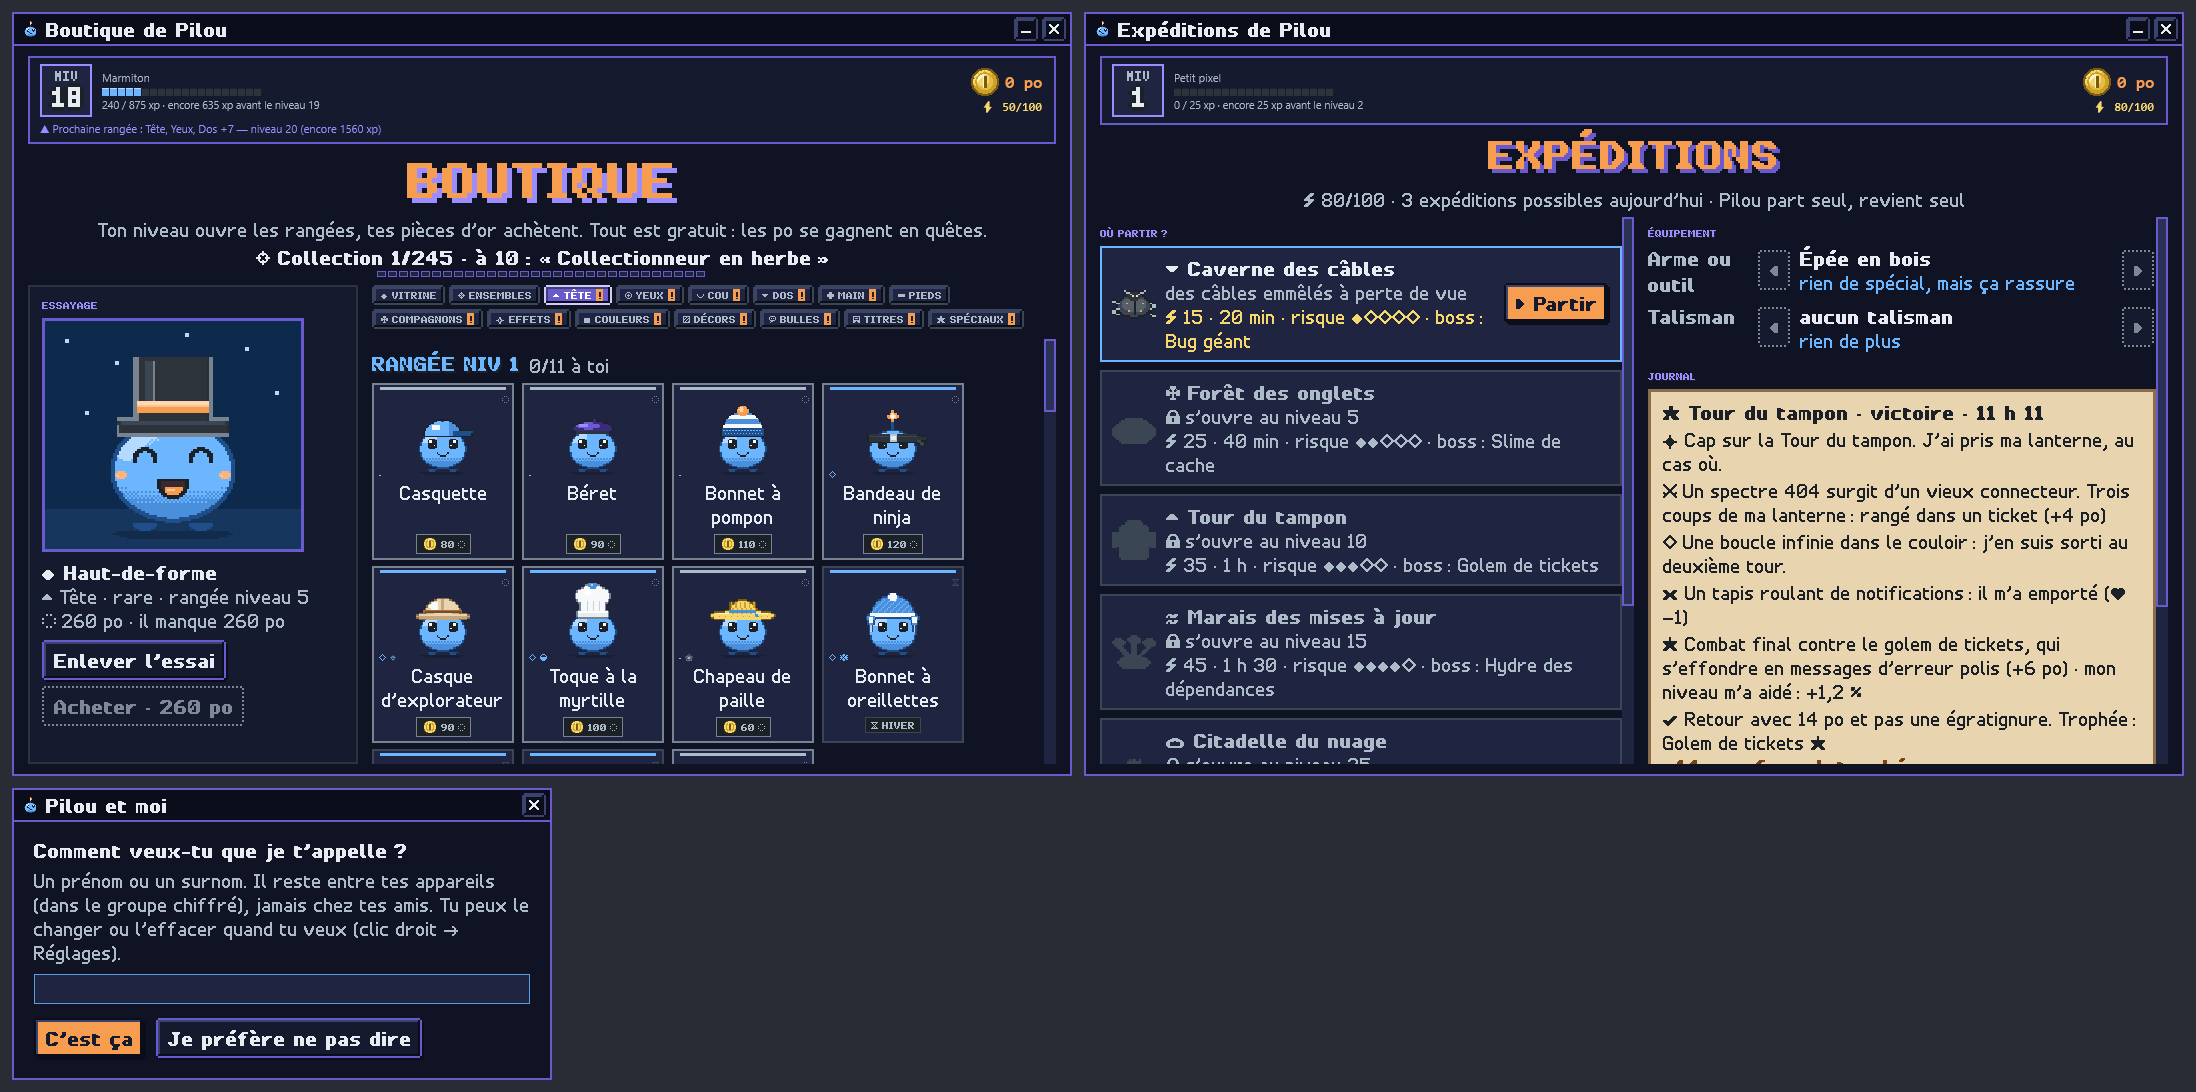 Boutique de Pilou
NIV
18
Marmiton
240 / 875 xp · encore 635 xp avant le niveau 19
▲ Prochaine rangée : Tête, Yeux, Dos +7 — niveau 20 (encore 1560 xp)
0 po
50/100
BOUTIQUE
Ton niveau ouvre les rangées, tes pièces d'or achètent. Tout est gratuit : les po se gagnent en quêtes.
Collection 1/245 - à 10 : « Collectionneur en herbe »
ESSAYAGE
Haut-de-forme
Tête · rare · rangée niveau 5
260 po · il manque 260 po
Enlever l'essai
Acheter - 260 po
VITRINE
ENSEMBLES
TÊTE !
YEUX !
COU !
DOS !
MAIN !
PIEDS
COMPAGNONS !
EFFETS !
COULEURS !
DÉCORS !
BULLES !
TITRES !
SPÉCIAUX !
RANGÉE NIV 1 0/11 à toi
Casquette
80
Béret
90
Bonnet à
pompon
110
Bandeau de
ninja
120
Casque
d'explorateur
90
Toque à la
myrtille
100
Chapeau de
paille
60
Bonnet à
oreillettes
HIVER
Expéditions de Pilou
NIV
1
Petit pixel
0 / 25 xp · encore 25 xp avant le niveau 2
0 po
80/100
EXPÉDITIONS
80/100 · 3 expéditions possibles aujourd'hui · Pilou part seul, revient seul
OÙ PARTIR ?
Caverne des câbles
des câbles emmêlés à perte de vue
15 · 20 min · risque ◆◇◇◇◇ · boss :
Bug géant
Partir
Forêt des onglets
s'ouvre au niveau 5
25 · 40 min · risque ◆◆◇◇◇ · boss : Slime de
cache
Tour du tampon
s'ouvre au niveau 10
35 · 1 h · risque ◆◆◆◇◇ · boss : Golem de tickets
Marais des mises à jour
s'ouvre au niveau 15
45 · 1 h 30 · risque ◆◆◆◆◇ · boss : Hydre des
dépendances
Citadelle du nuage
s'ouvre au niveau 25
ÉQUIPEMENT
Arme ou
outil
Épée en bois
rien de spécial, mais ça rassure
Talisman
aucun talisman
rien de plus
JOURNAL
★ Tour du tampon - victoire - 11 h 11
Cap sur la Tour du tampon. J'ai pris ma lanterne, au
cas où.
Un spectre 404 surgit d'un vieux connecteur. Trois
coups de ma lanterne : rangé dans un ticket (+4 po)
◇ Une boucle infinie dans le couloir : j'en suis sorti au
deuxième tour.
Un tapis roulant de notifications : il m'a emporté (♥
−1)
★ Combat final contre le golem de tickets, qui
s'effondre en messages d'erreur polis (+6 po) · mon
niveau m'a aidé : +1,2 %
✔ Retour avec 14 po et pas une égratignure. Trophée :
Golem de tickets ★
Pilou et moi
Comment veux-tu que je t'appelle ?
Un prénom ou un surnom. Il reste entre tes appareils
(dans le groupe chiffré), jamais chez tes amis. Tu peux le
changer ou l'effacer quand tu veux (clic droit →
Réglages).
C'est ça
Je préfère ne pas dire